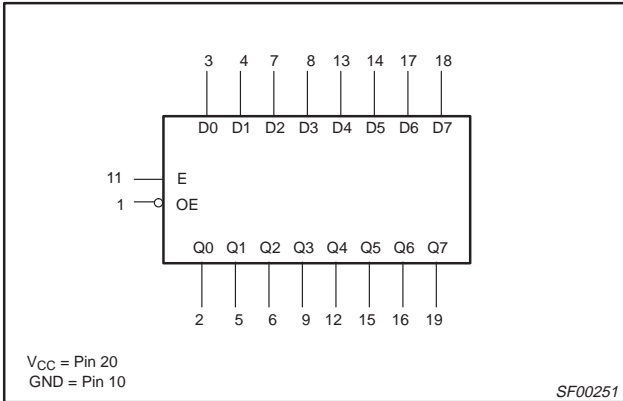 3 4 7 8 13 14 17 18
D0 D1 D2 D3 D4 D5 D6 D7
11 E
1 OE
Q0 Q1 Q2 Q3 Q4 Q5 Q6 Q7
2 5 6 9 12 15 16 19
VCC = Pin 20
GND = Pin 10
SF00251